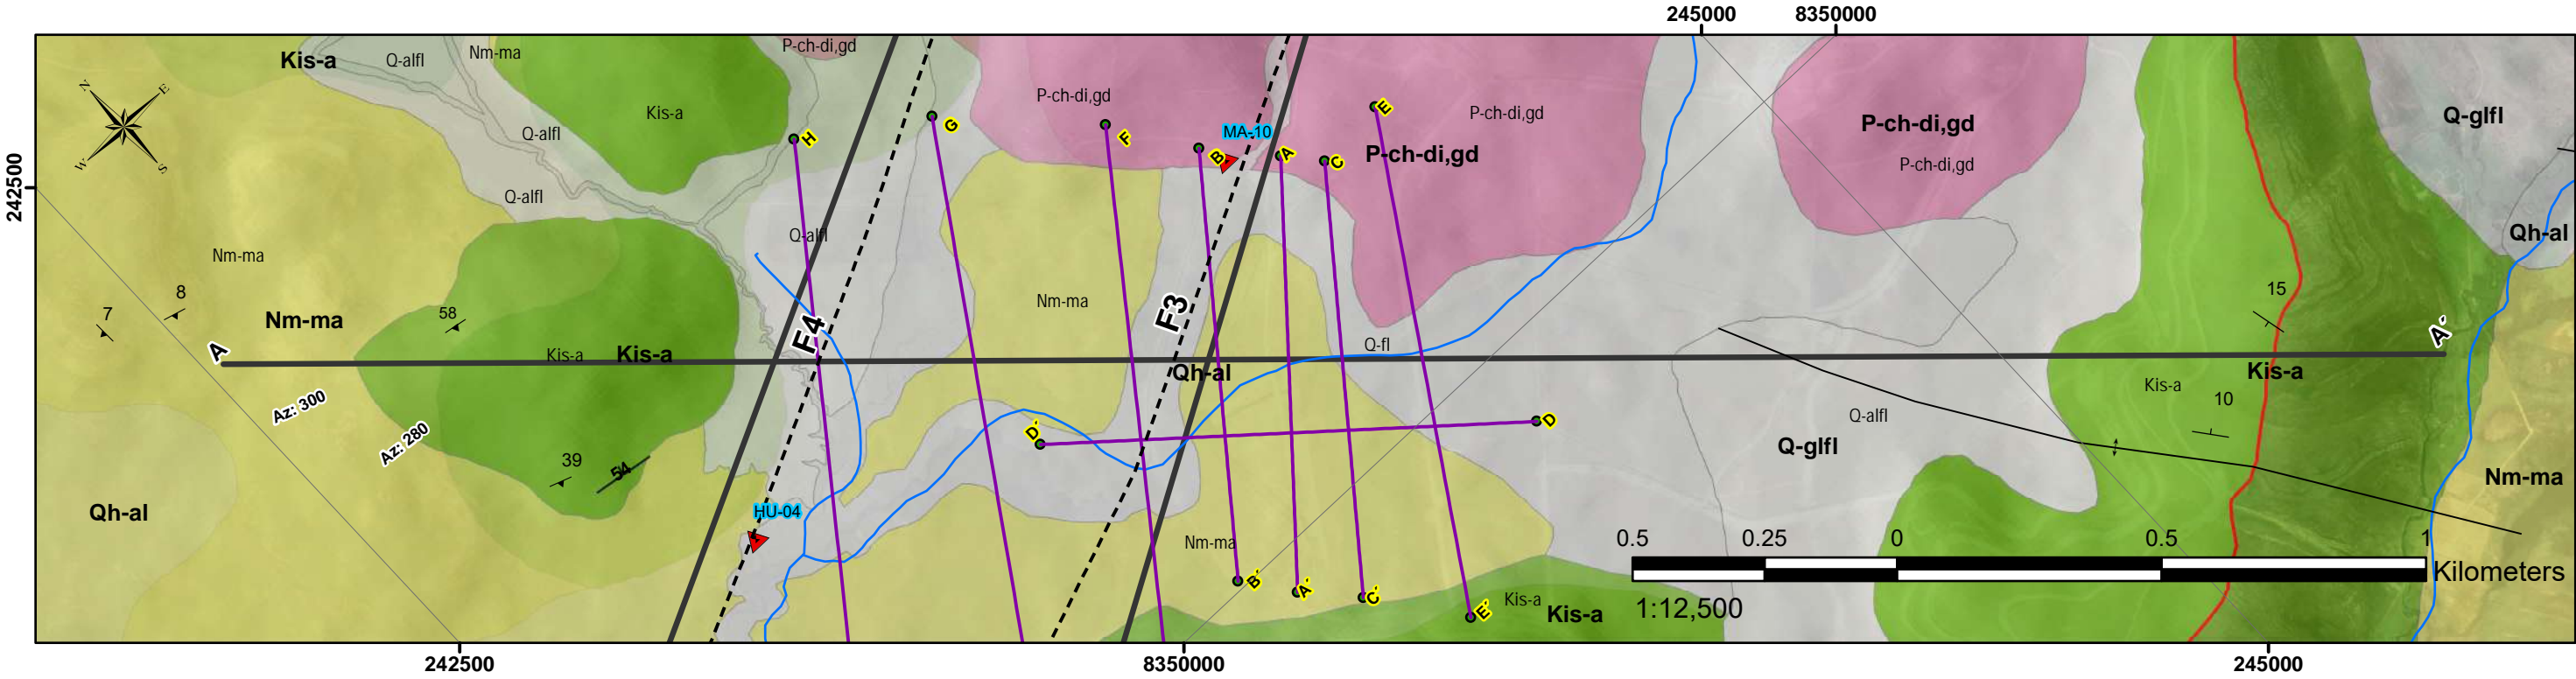 245000
8350000
P-ch-di,gd
Kis-a
Q-alfl
Nm-ma
N
E
W
S
Kis-a
P-ch-di,gd
P-ch-di,gd
P-ch-di,gd
Q-glfl
E
H
G
F
Q-alfl
MA-10
B
A
C
P-ch-di,gd
P-ch-di,gd
242500
Q-alfl
Q-alfl
Qh-al
Nm-ma
8
7
Nm-ma
58
Nm-ma
F4
F3
15
A
Kis-a
Kis-a
Q-fl
Qh-al
A´
Kis-a
Kis-a
10
Az: 300
Az: 280
Q-alfl
D´
D
Q-glfl
39
54
Nm-ma
Qh-al
HU-04
Nm-ma
0.5
0.25
0
0.5
1
Kilometers
B´
A´
C´
E´
Kis-a
Kis-a
1:12,500
242500
8350000
245000